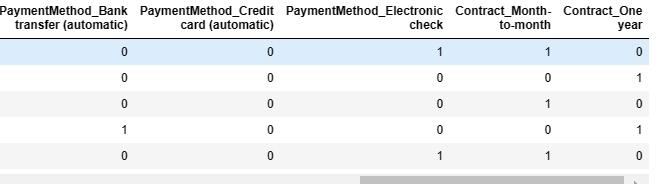 PaymentMethod_Bank PaymentMethod_Credit PaymentMethod_Electronic Contract_Month- Contract_One
transfer (automatic) card (automatic) check to-month year
0 0 1 1 0
0 0 0 0 1
0 0 0 1 0
1 0 0 0 1
0 0 1 1 0